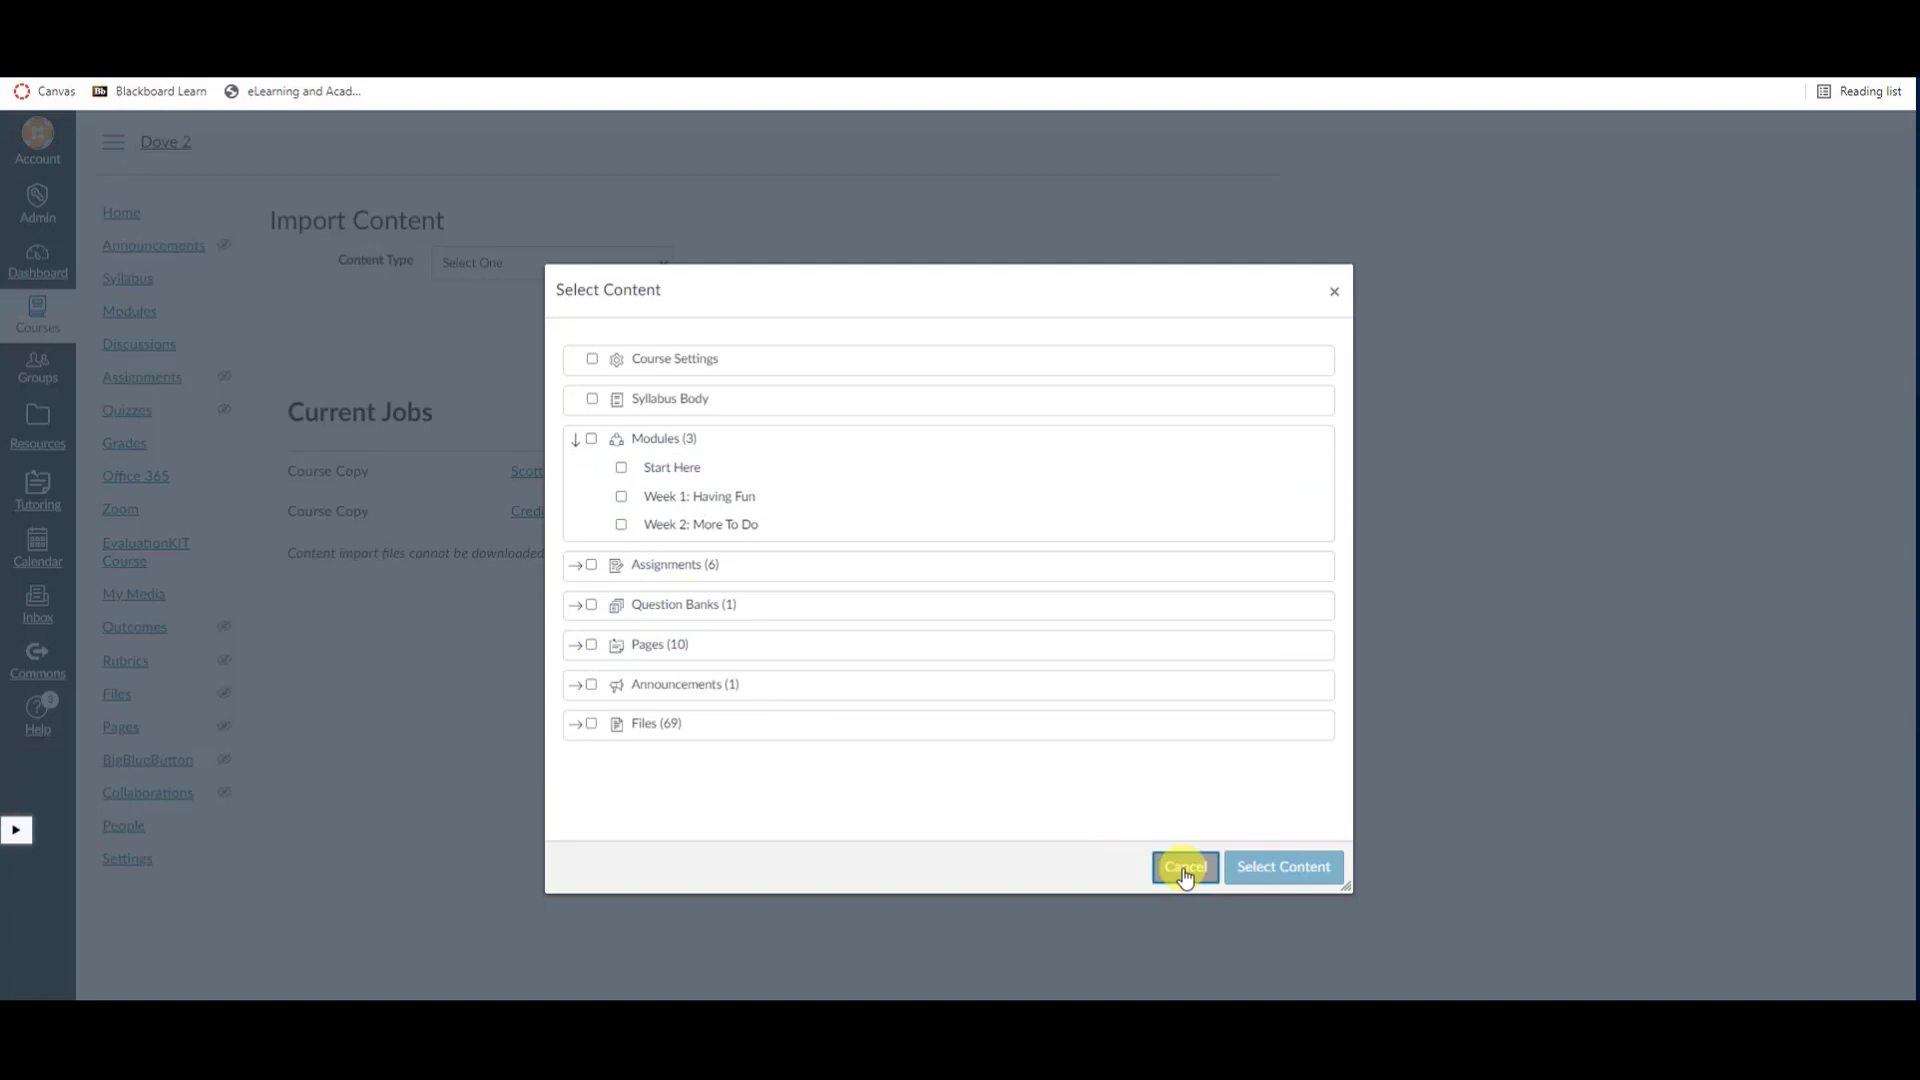 Canvas
Bb Blackboard Learn
eLearning and Acad...
Reading list
Account
Admin
Dashboard
Courses
Groups
Resources
Tutoring
Calendar
Inbox
Commons
3
Help
Dove 2
Home
Announcements
Syllabus
Modules
Discussions
Assignments
Quizzes
Grades
Office 365
Zoom
EvaluationKIT
Course
My Media
Outcomes
Rubrics
Files
Pages
BigBlueButton
Collaborations
People
Settings
Import Content
Content Type Select One
Current Jobs
Course Copy Scott
Course Copy Credi
Content import files cannot be downloaded
Select Content ×
Course Settings
Syllabus Body
Modules (3)
Start Here
Week 1: Having Fun
Week 2: More To Do
Assignments (6)
Question Banks (1)
Pages (10)
Announcements (1)
Files (69)
Cancel Select Content